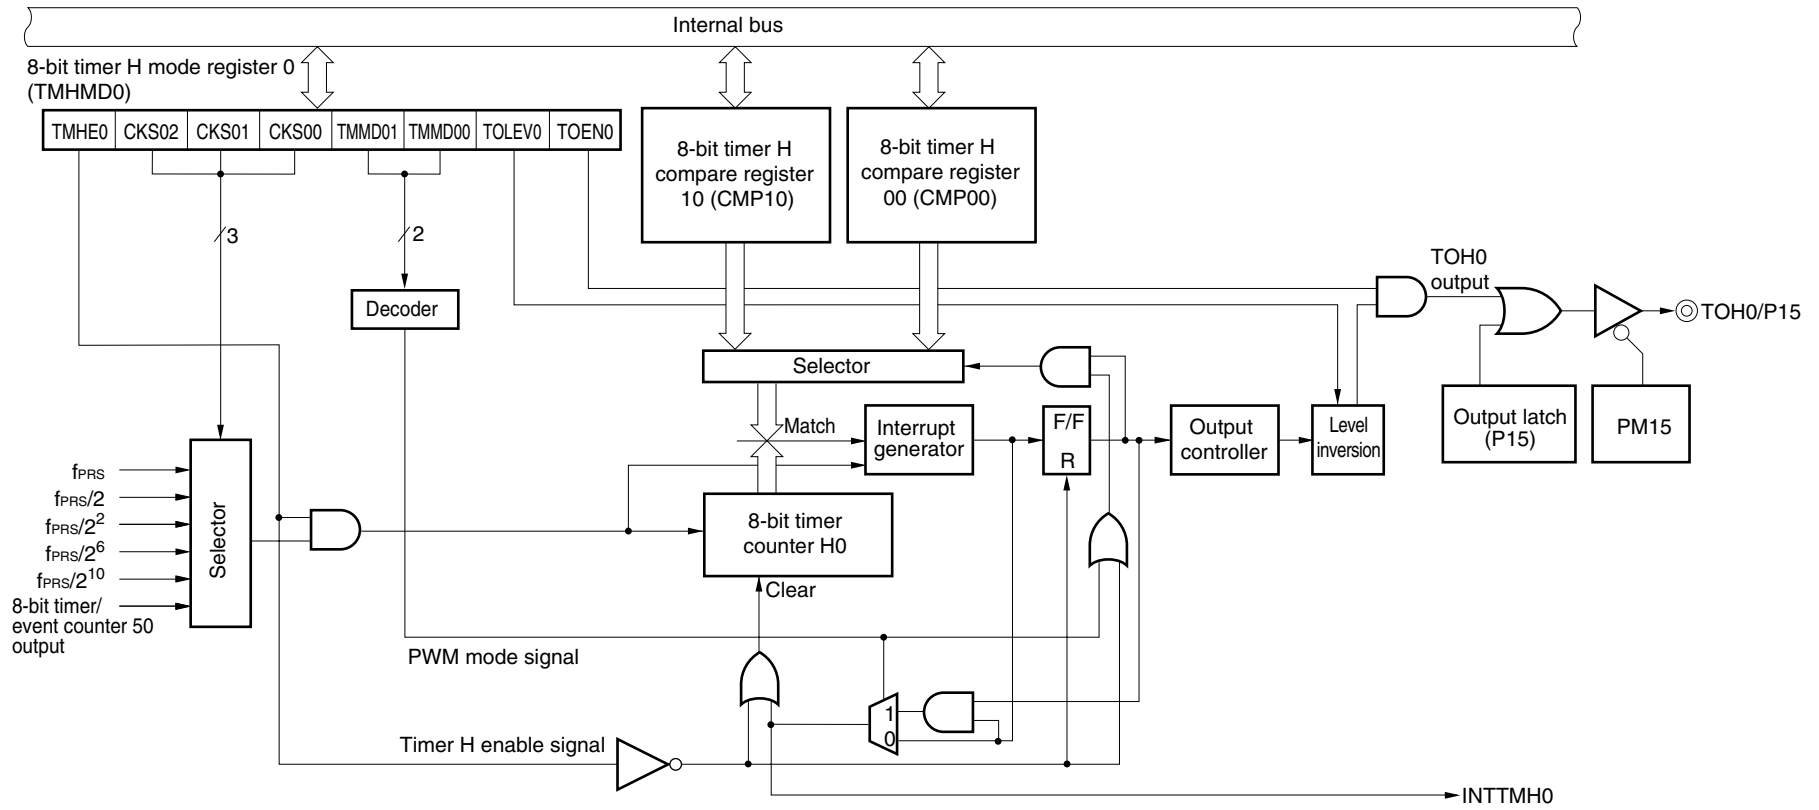 Internal bus
8-bit timer H mode register 0
(TMHMD0)
TMHE0 CKS02 CKS01 CKS00 TMMD01 TMMD00 TOLEV0 TOEN0
8-bit timer H
compare register
10 (CMP10)
8-bit timer H
compare register
00 (CMP00)
3
2
Decoder
TOH0
output
TOH0/P15
Selector
Match
Interrupt
generator
F/F
R
Output
controller
Level
inversion
Output latch
(P15)
PM15
fPRS
fPRS/2
fPRS/2²
fPRS/2⁶
fPRS/2¹⁰
8-bit timer/
event counter 50
output
Selector
8-bit timer
counter H0
Clear
PWM mode signal
1
0
Timer H enable signal
INTTMH0